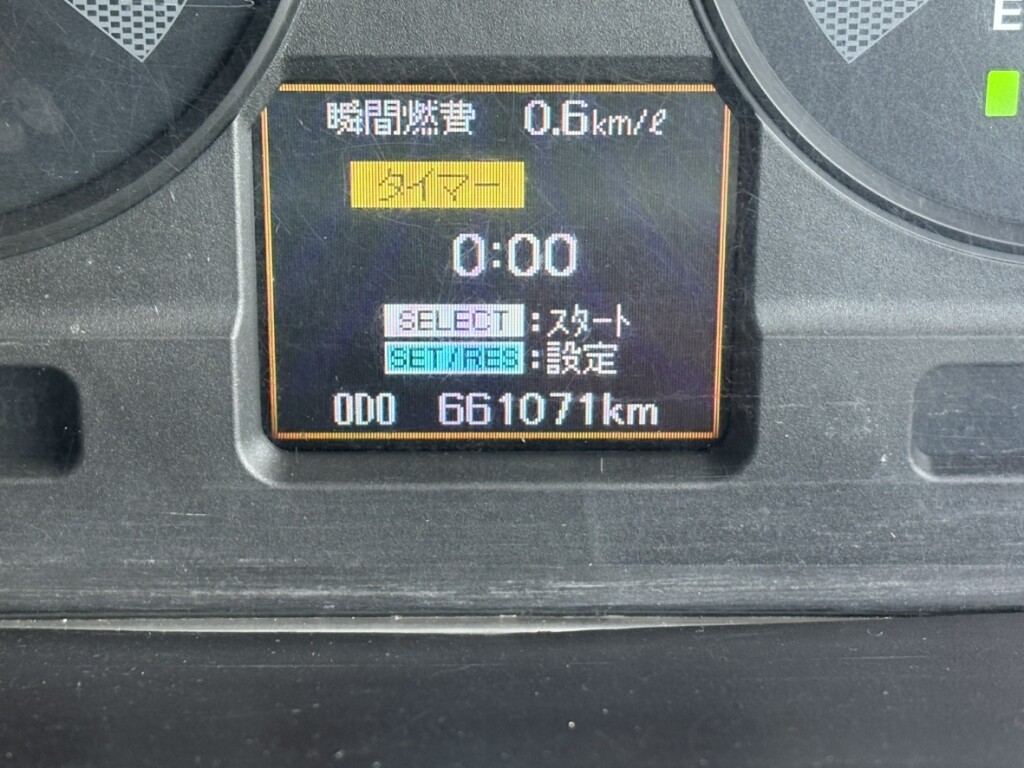 E
瞬間燃費 0.6km/ℓ
タイマー
0:00
SELECT:スタート
SET/RES:設定
ODO 661071km